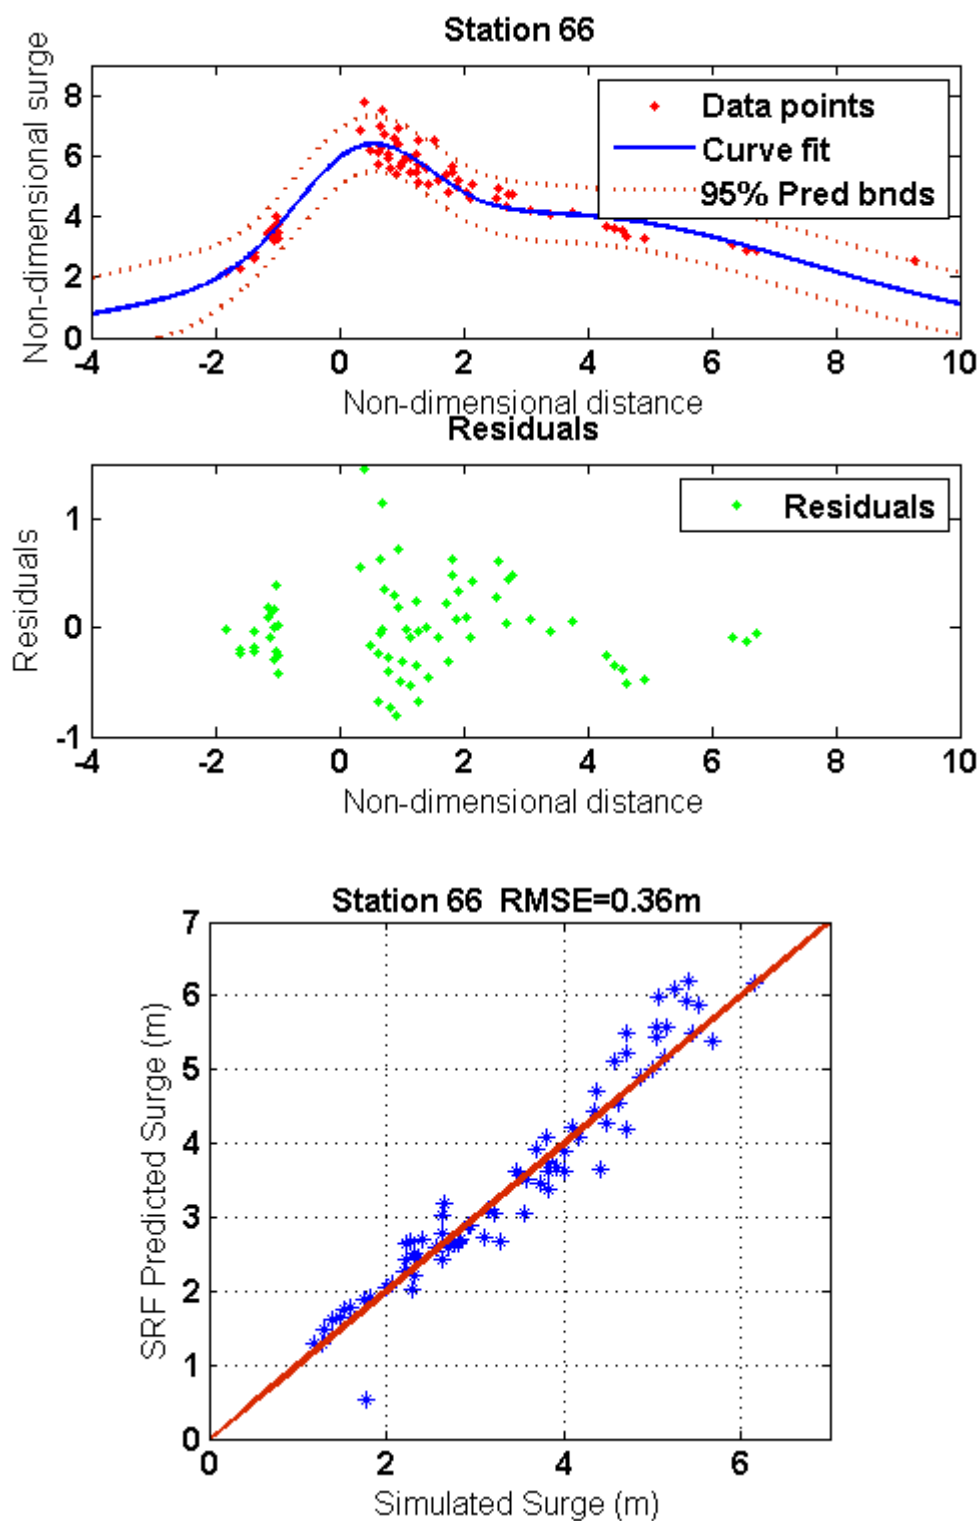 Station 66
Non-dimensional surge
8
6
4
2
0
Data points
Curve fit
95% Pred bnds
-4 -2 0 2 4 6 8 10
Non-dimensional distance
Residuals
Residuals
1
0
-1
Residuals
-4 -2 0 2 4 6 8 10
Non-dimensional distance
Station 66 RMSE=0.36m
SRF Predicted Surge (m)
7
6
5
4
3
2
1
0
0 2 4 6
Simulated Surge (m)